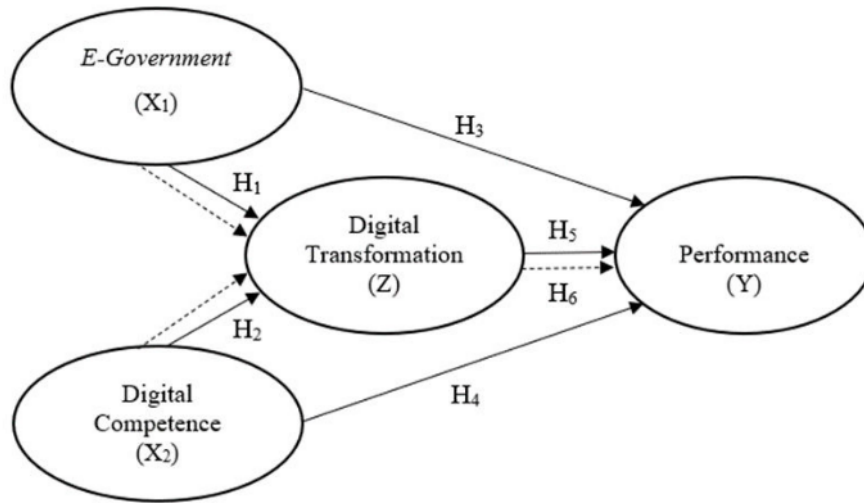 E-Government
(X₁)
H₃
H₁
Digital
Transformation
(Z)
H₅
H₆
Performance
(Y)
H₂
Digital
Competence
(X₂)
H₄